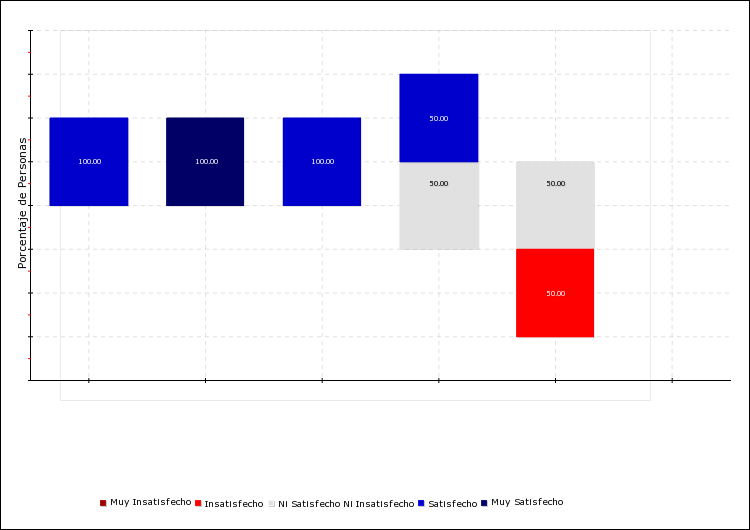 Porcentaje de Personas
50.00
100.00 100.00 100.00
50.00 50.00
50.00
Muy Insatisfecho Insatisfecho Ni Satisfecho Ni Insatisfecho Satisfecho Muy Satisfecho